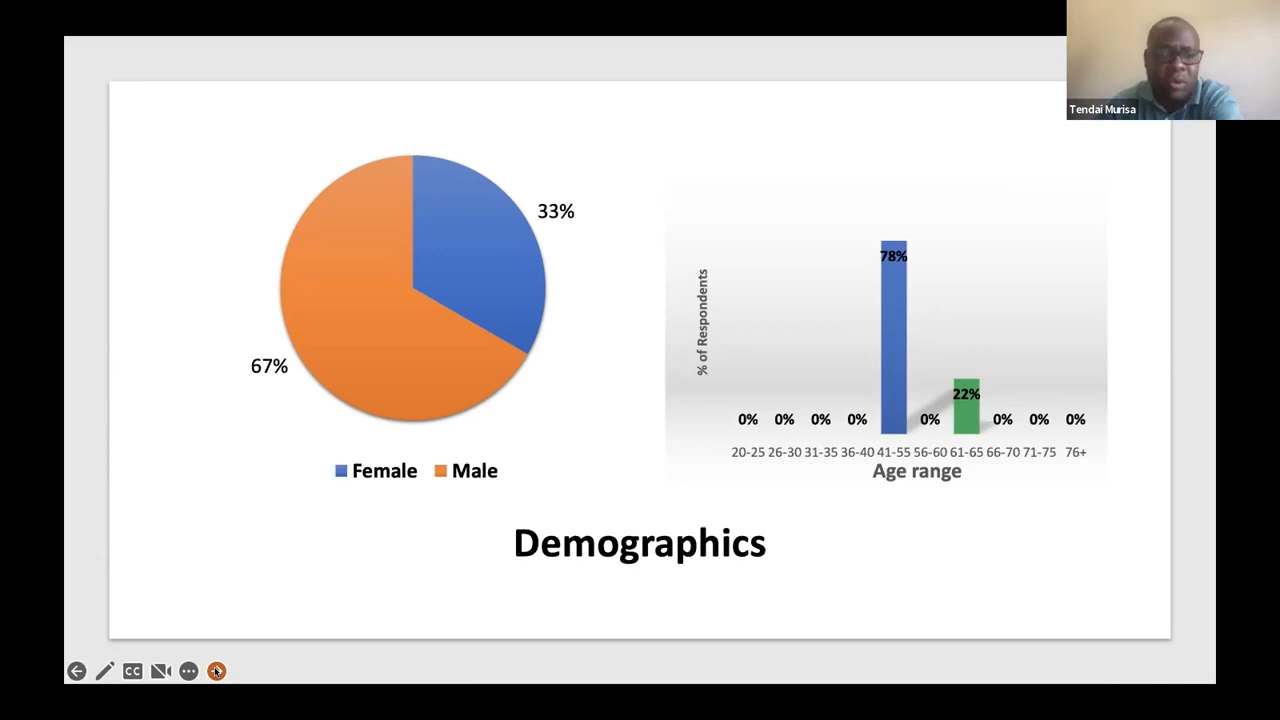 Tendai Murisa
33%
67%
Female Male
% of Respondents
78%
22%
0% 0% 0% 0% 0% 0% 0% 0%
20-25 26-30 31-35 36-40 41-55 56-60 61-65 66-70 71-75 76+
Age range
Demographics
CC